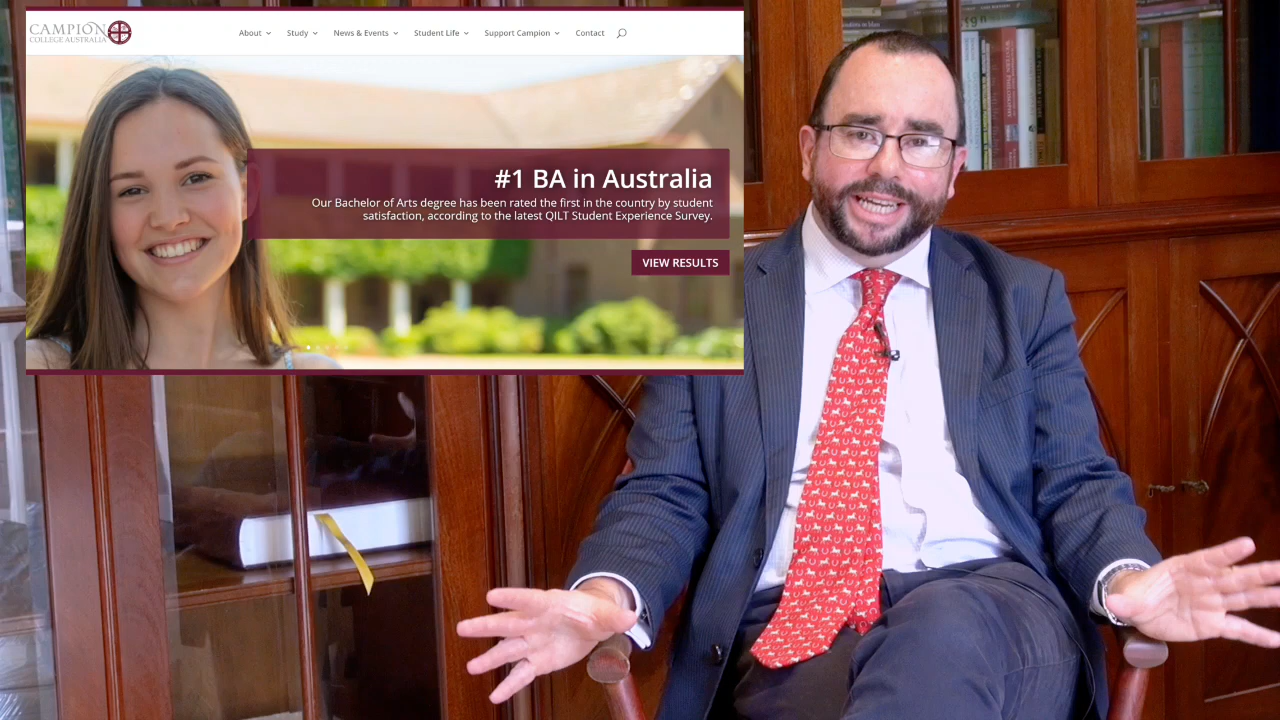 CAMPION
COLLEGE AUSTRALIA
About
Study
News & Events
Student Life
Support Campion
Contact
#1 BA in Australia
Our Bachelor of Arts degree has been rated the first in the country by student
satisfaction, according to the latest QILT Student Experience Survey.
VIEW RESULTS